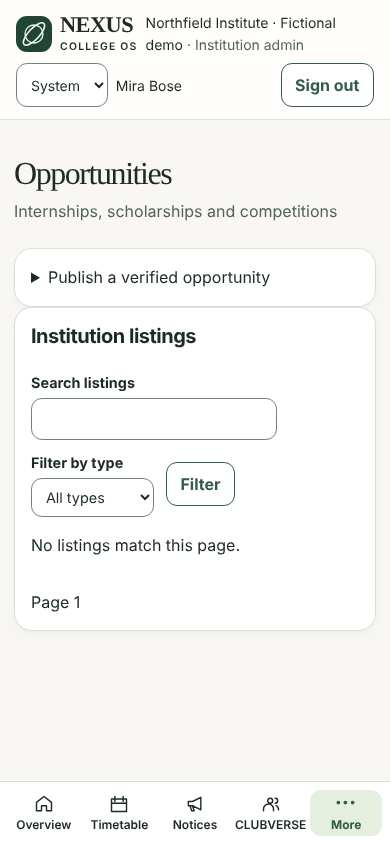 NEXUS
COLLEGE OS
Northfield Institute · Fictional
demo · Institution admin
System
Mira Bose
Sign out
Opportunities
Internships, scholarships and competitions
Publish a verified opportunity
Institution listings
Search listings
Filter by type
All types
Filter
No listings match this page.
Page 1
Overview
Timetable
Notices
CLUBVERSE
More